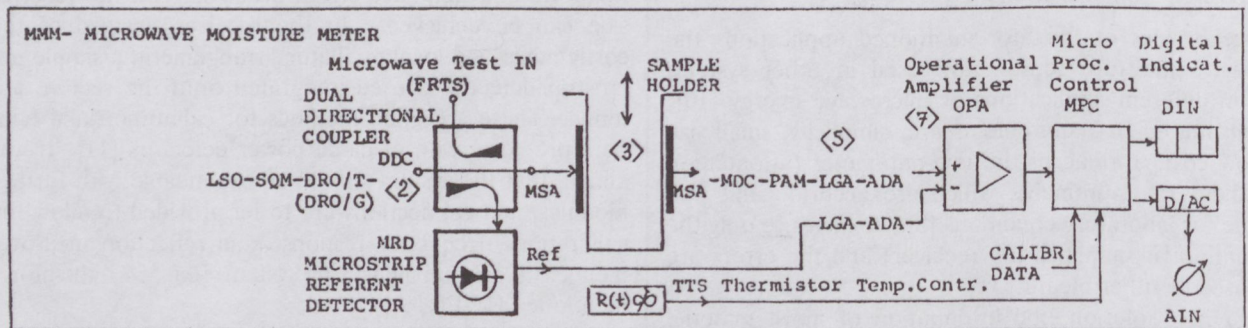 MMM- MICROWAVE MOISTURE METER
Microwave Test IN
(FRTS)
DUAL
DIRECTIONAL
COUPLER
DDC
LSO-SQM-DRO/T-
(DRO/G)
<2>
MSA
SAMPLE
HOLDER
<3>
MSA
-MDC-PAM-LGA-ADA
<5>
LGA-ADA
Operational
Amplifier
OPA
<7>
+
-
Micro
Proc.
Control
MPC
Digital
Indicat.
DIN
D/AC
AIN
MRD
MICROSTRIP
REFERENT
DETECTOR
Ref
CALIBR.
DATA
R(t)
TTS Thermistor Temp.Contr.